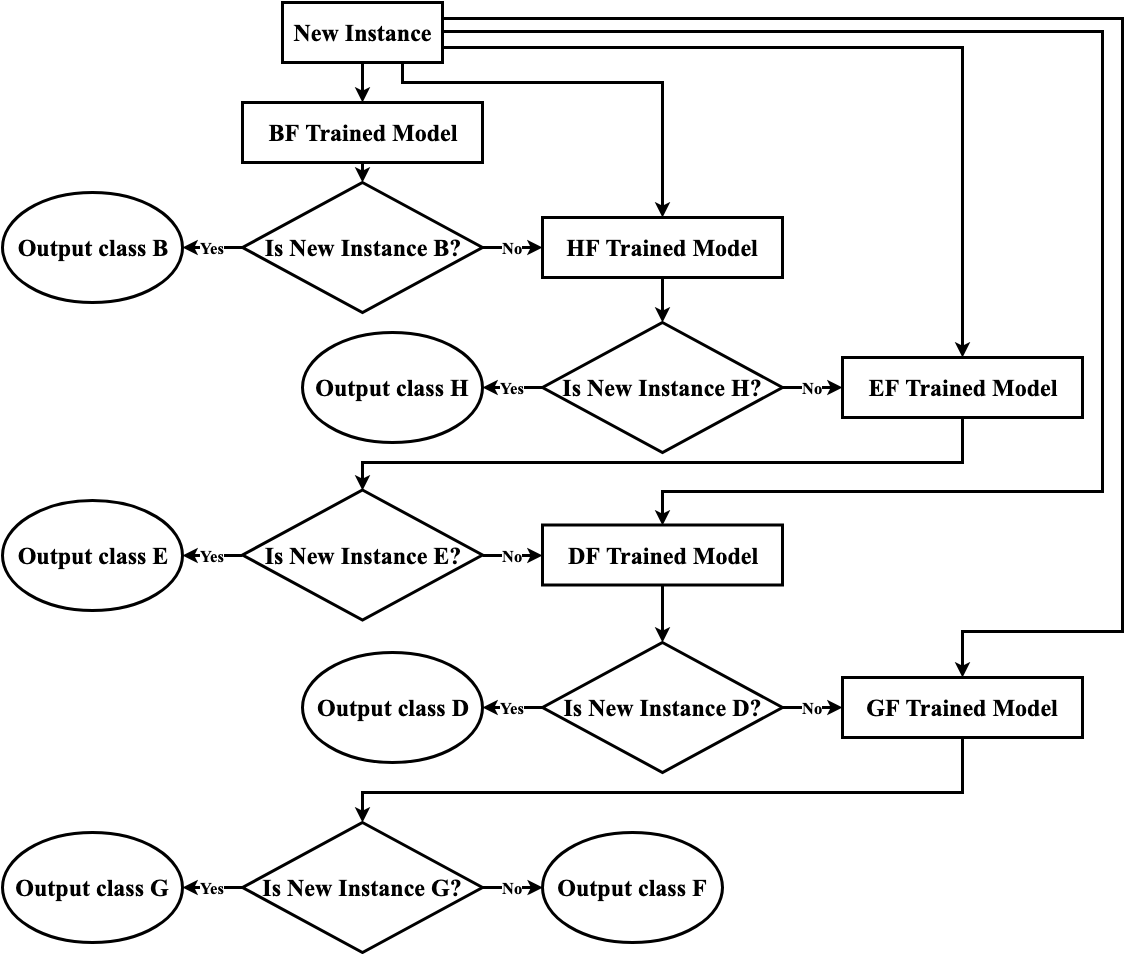 New Instance
BF Trained Model
Output class B
Yes
Is New Instance B?
No
HF Trained Model
Output class H
Yes
Is New Instance H?
No
EF Trained Model
Output class E
Yes
Is New Instance E?
No
DF Trained Model
Output class D
Yes
Is New Instance D?
No
GF Trained Model
Output class G
Yes
Is New Instance G?
No
Output class F